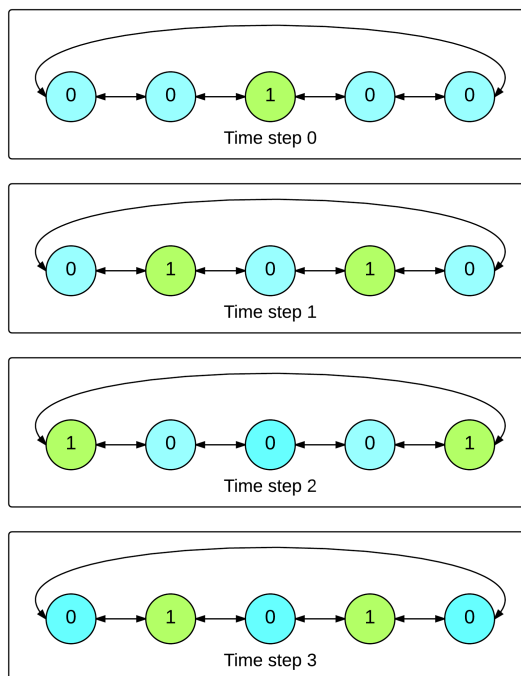 0 0 1 0 0
Time step 0
0 1 0 1 0
Time step 1
1 0 0 0 1
Time step 2
0 1 0 1 0
Time step 3